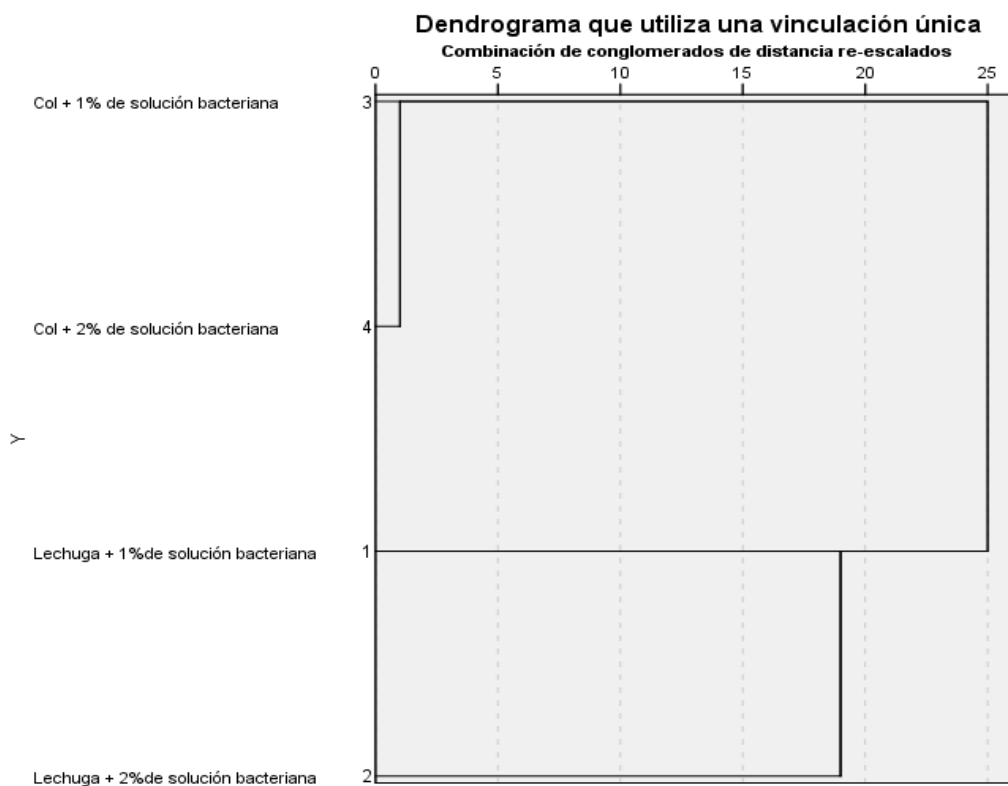 Dendrograma que utiliza una vinculación única
Combinación de conglomerados de distancia re-escalados
0 5 10 15 20 25
Col + 1% de solución bacteriana 3
Col + 2% de solución bacteriana 4
Y
Lechuga + 1%de solución bacteriana 1
Lechuga + 2%de solución bacteriana 2